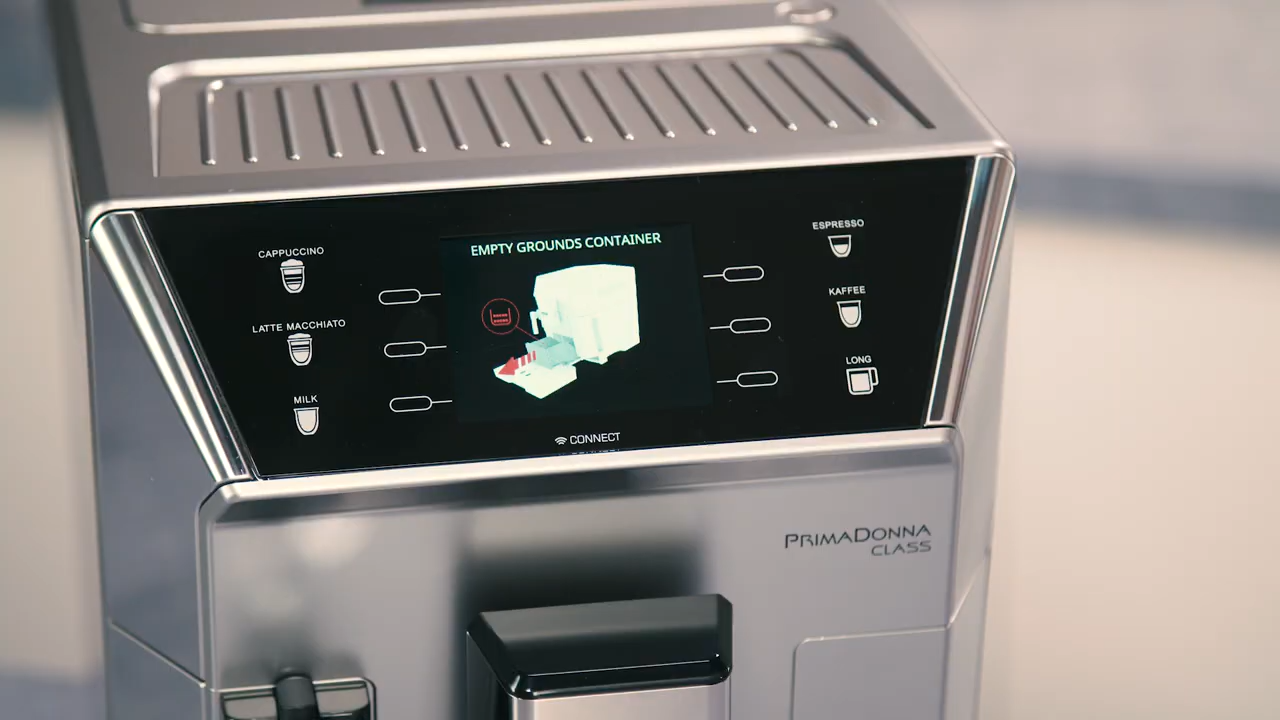 CAPPUCCINO
LATTE MACCHIATO
MILK
EMPTY GROUNDS CONTAINER
CONNECT
ESPRESSO
KAFFEE
LONG
PRIMADONNA
CLASS